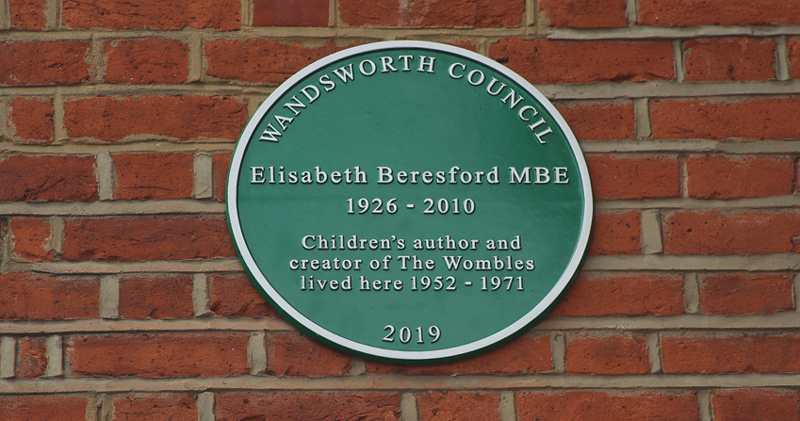 WANDSWORTH COUNCIL
Elisabeth Beresford MBE
1926 - 2010
Children's author and
creator of The Wombles
lived here 1952 - 1971
2019